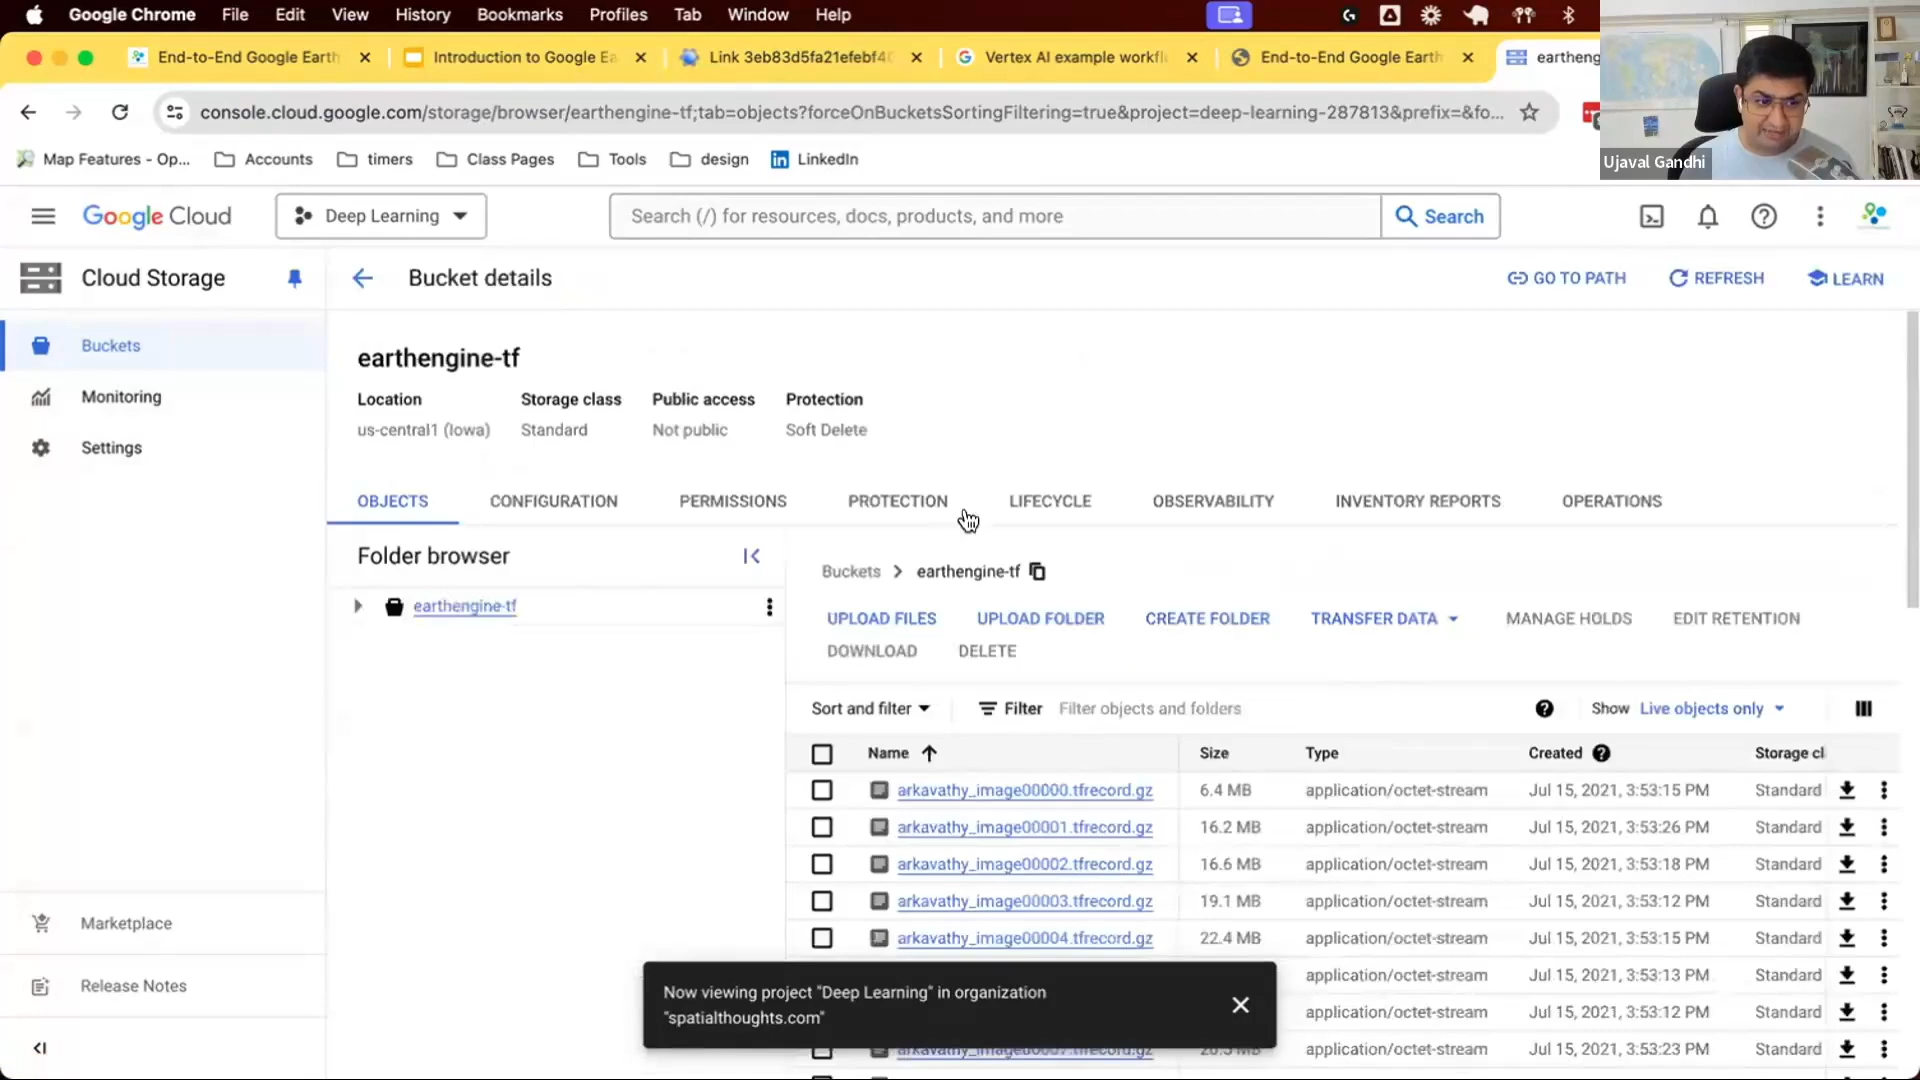 Google Chrome File Edit View History Bookmarks Profiles Tab Window Help
End-to-End Google Earth
Introduction to Google Ea
Link 3eb83d5fa21efebf4
Vertex AI example workfl
End-to-End Google Earth
eartheng
console.cloud.google.com/storage/browser/earthengine-tf;tab=objects?forceOnBucketsSortingFiltering=true&project=deep-learning-287813&prefix=&fo...
Map Features - Op...
Accounts
timers
Class Pages
Tools
design
LinkedIn
Ujaval Gandhi
Google Cloud
Deep Learning
Search (/) for resources, docs, products, and more
Search
Cloud Storage
Bucket details
GO TO PATH
REFRESH
LEARN
Buckets
Monitoring
Settings
Marketplace
Release Notes
earthengine-tf
Location Storage class Public access Protection
us-central1 (Iowa) Standard Not public Soft Delete
OBJECTS CONFIGURATION PERMISSIONS PROTECTION LIFECYCLE OBSERVABILITY INVENTORY REPORTS OPERATIONS
Folder browser
earthengine-tf
Buckets > earthengine-tf
UPLOAD FILES UPLOAD FOLDER CREATE FOLDER TRANSFER DATA MANAGE HOLDS EDIT RETENTION
DOWNLOAD DELETE
Sort and filter Filter Filter objects and folders Show Live objects only
Name Size Type Created Storage cl
arkavathy_image00000.tfrecord.gz 6.4 MB application/octet-stream Jul 15, 2021, 3:53:15 PM Standard
arkavathy_image00001.tfrecord.gz 16.2 MB application/octet-stream Jul 15, 2021, 3:53:26 PM Standard
arkavathy_image00002.tfrecord.gz 16.6 MB application/octet-stream Jul 15, 2021, 3:53:18 PM Standard
arkavathy_image00003.tfrecord.gz 19.1 MB application/octet-stream Jul 15, 2021, 3:53:12 PM Standard
arkavathy_image00004.tfrecord.gz 22.4 MB application/octet-stream Jul 15, 2021, 3:53:15 PM Standard
application/octet-stream Jul 15, 2021, 3:53:13 PM Standard
application/octet-stream Jul 15, 2021, 3:53:12 PM Standard
application/octet-stream Jul 15, 2021, 3:53:23 PM Standard
Now viewing project "Deep Learning" in organization
"spatialthoughts.com"